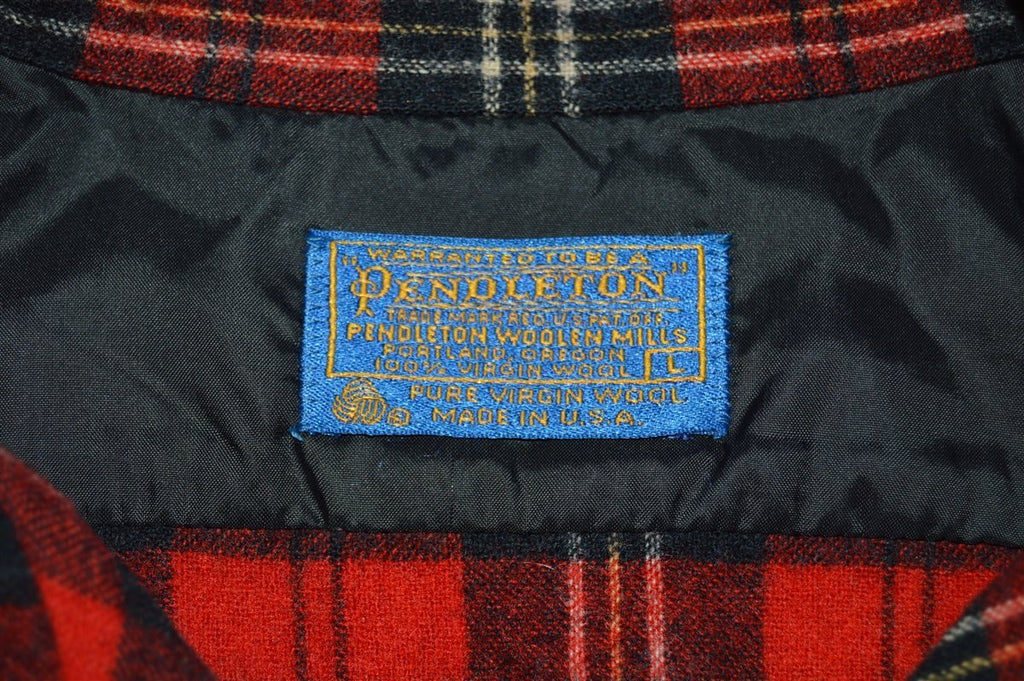 WARRANTED TO BE A
"PENDLETON"
TRADE MARK REG U.S. PAT. OFF.
PENDLETON WOOLEN MILLS
PORTLAND, OREGON
100% VIRGIN WOOL L
PURE VIRGIN WOOL
MADE IN U.S.A.